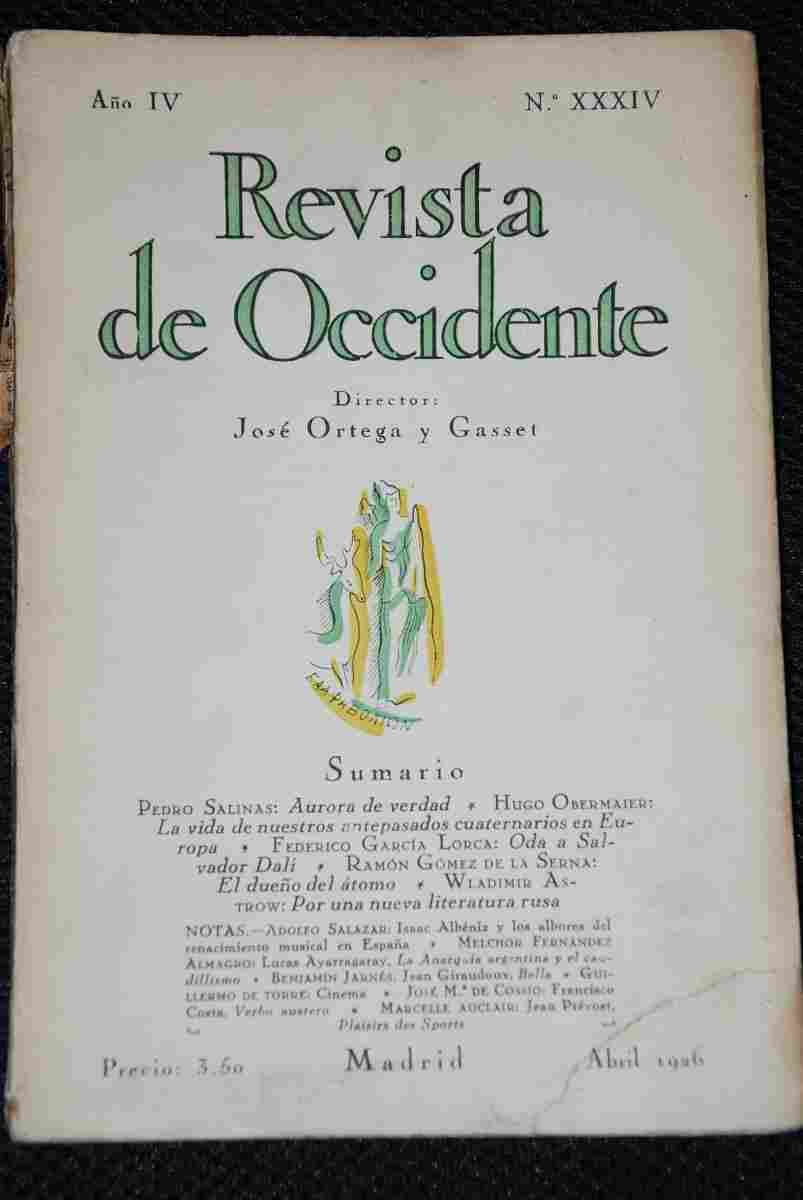 Año IV
N.º XXXIV
Revista
de Occidente
Director:
José Ortega y Gasset
Sumario
PEDRO SALINAS: Aurora de verdad * HUGO OBERMAIER:
La vida de nuestros antepasados cuaternarios en Eu-
ropa * FEDERICO GARCÍA LORCA: Oda a Sal-
vador Dalí * RAMÓN GÓMEZ DE LA SERNA:
El dueño del átomo * WLADIMIR AS-
TROW: Por una nueva literatura rusa
NOTAS.—ADOLFO SALAZAR: Isaac Albéniz y los albores del
renacimiento musical en España * MELCHOR FERNÁNDEZ
ALMAGRO: Lucas Ayarragaray, La Anarquía argentina y el cau-
dillismo * BENJAMÍN JARNÉS: Jean Giraudoux, Bella * GUI-
LLERMO DE TORRE: Cinema * JOSÉ M.ª DE COSSÍO: Francisco
Costa, Verbo austero * MARCELLE AUCLAIR: Jean Prévost,
Plaisirs des Sports
Precio: 3.50
Madrid
Abril 1926